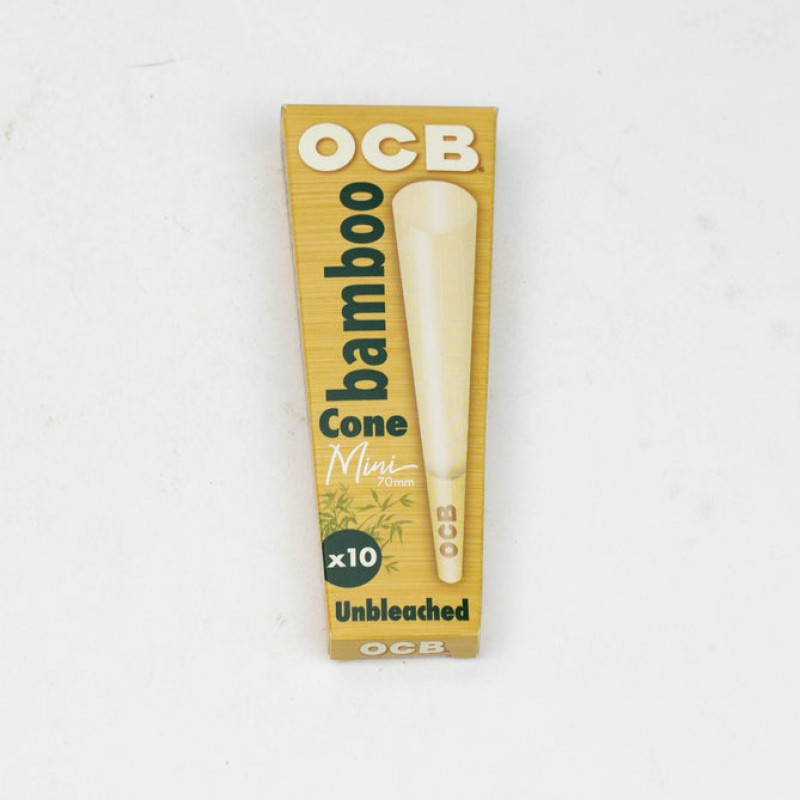 OCB
bamboo
Cone
Mini
70mm
OCB
x10
Unbleached
OCB